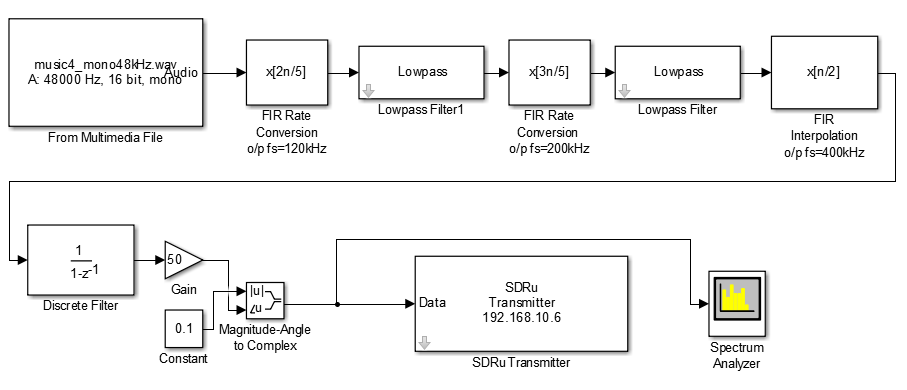 music4_mono48kHz.wav
A: 48000 Hz, 16 bit, mono
Audio
From Multimedia File
x[2n/5]
FIR Rate
Conversion
o/p fs=120kHz
Lowpass
Lowpass Filter1
x[3n/5]
FIR Rate
Conversion
o/p fs=200kHz
Lowpass
Lowpass Filter
x[n/2]
FIR
Interpolation
o/p fs=400kHz
1
1-z-1
Discrete Filter
50
Gain
0.1
Constant
|u|
∠u
Magnitude-Angle
to Complex
Data
SDRu
Transmitter
192.168.10.6
SDRu Transmitter
Spectrum
Analyzer